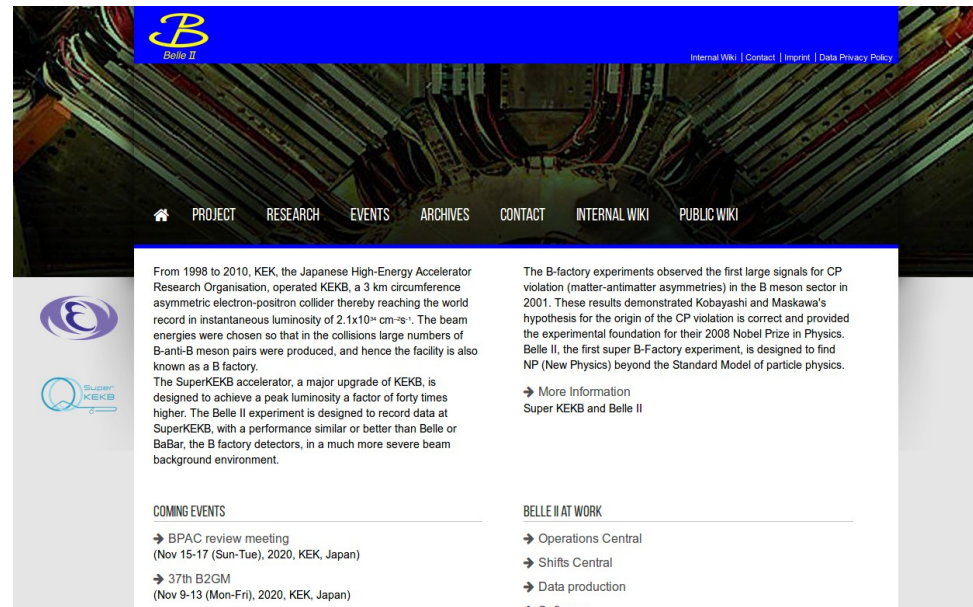 Belle II
Internal Wiki | Contact | Imprint | Data Privacy Policy
PROJECT RESEARCH EVENTS ARCHIVES CONTACT INTERNAL WIKI PUBLIC WIKI
From 1998 to 2010, KEK, the Japanese High-Energy Accelerator
Research Organisation, operated KEKB, a 3 km circumference
asymmetric electron-positron collider thereby reaching the world
record in instantaneous luminosity of 2.1x10³⁴ cm⁻²s⁻¹. The beam
energies were chosen so that in the collisions large numbers of
B-anti-B meson pairs were produced, and hence the facility is also
known as a B factory.
The SuperKEKB accelerator, a major upgrade of KEKB, is
designed to achieve a peak luminosity a factor of forty times
higher. The Belle II experiment is designed to record data at
SuperKEKB, with a performance similar or better than Belle or
BaBar, the B factory detectors, in a much more severe beam
background environment.
The B-factory experiments observed the first large signals for CP
violation (matter-antimatter asymmetries) in the B meson sector in
2001. These results demonstrated Kobayashi and Maskawa's
hypothesis for the origin of the CP violation is correct and provided
the experimental foundation for their 2008 Nobel Prize in Physics.
Belle II, the first super B-Factory experiment, is designed to find
NP (New Physics) beyond the Standard Model of particle physics.
More Information
Super KEKB and Belle II
Super
KEKB
COMING EVENTS
BPAC review meeting
(Nov 15-17 (Sun-Tue), 2020, KEK, Japan)
37th B2GM
(Nov 9-13 (Mon-Fri), 2020, KEK, Japan)
BELLE II AT WORK
Operations Central
Shifts Central
Data production